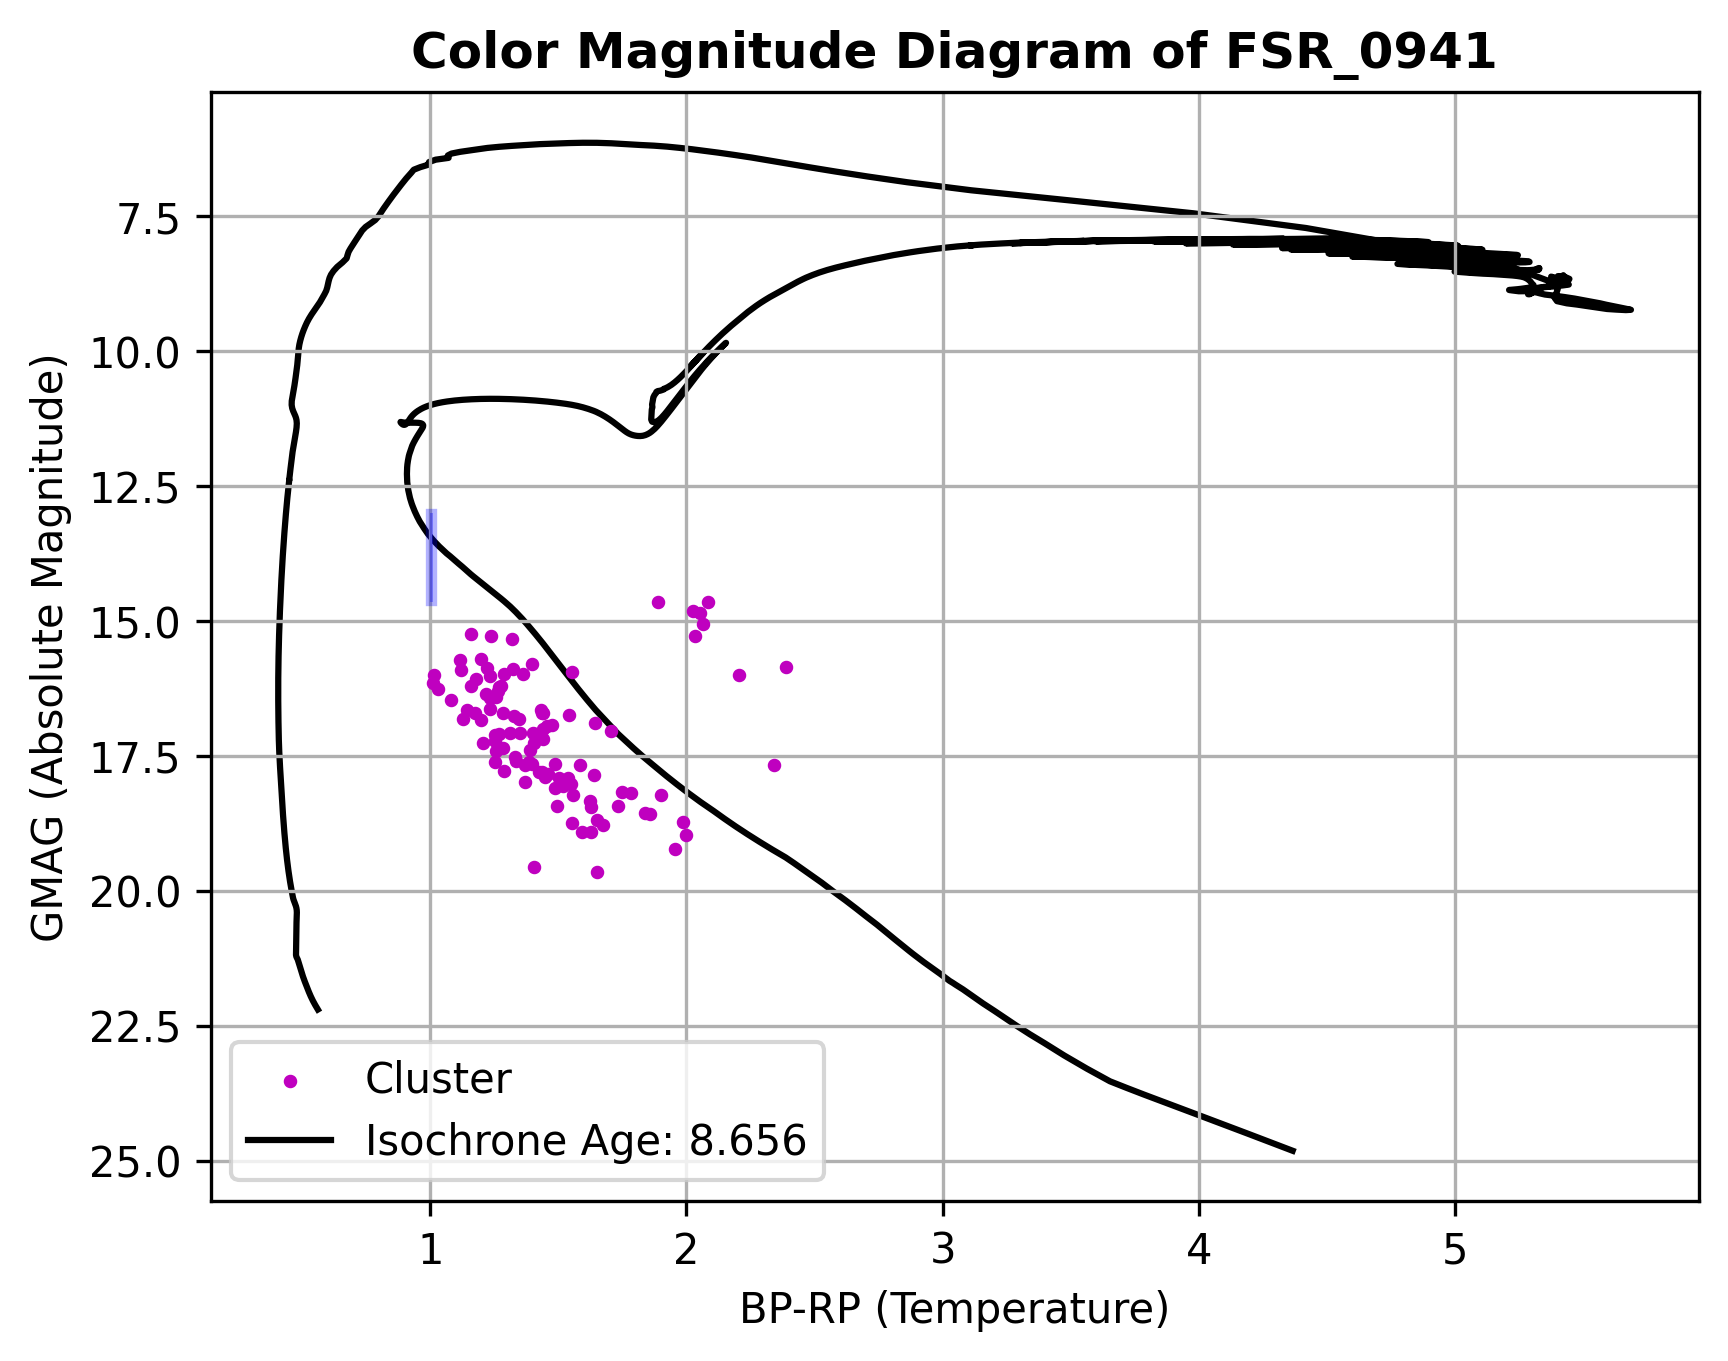 Color Magnitude Diagram of FSR_0941
GMAG (Absolute Magnitude)
7.5
10.0
12.5
15.0
17.5
20.0
22.5
25.0
Cluster
Isochrone Age: 8.656
1 2 3 4 5
BP-RP (Temperature)